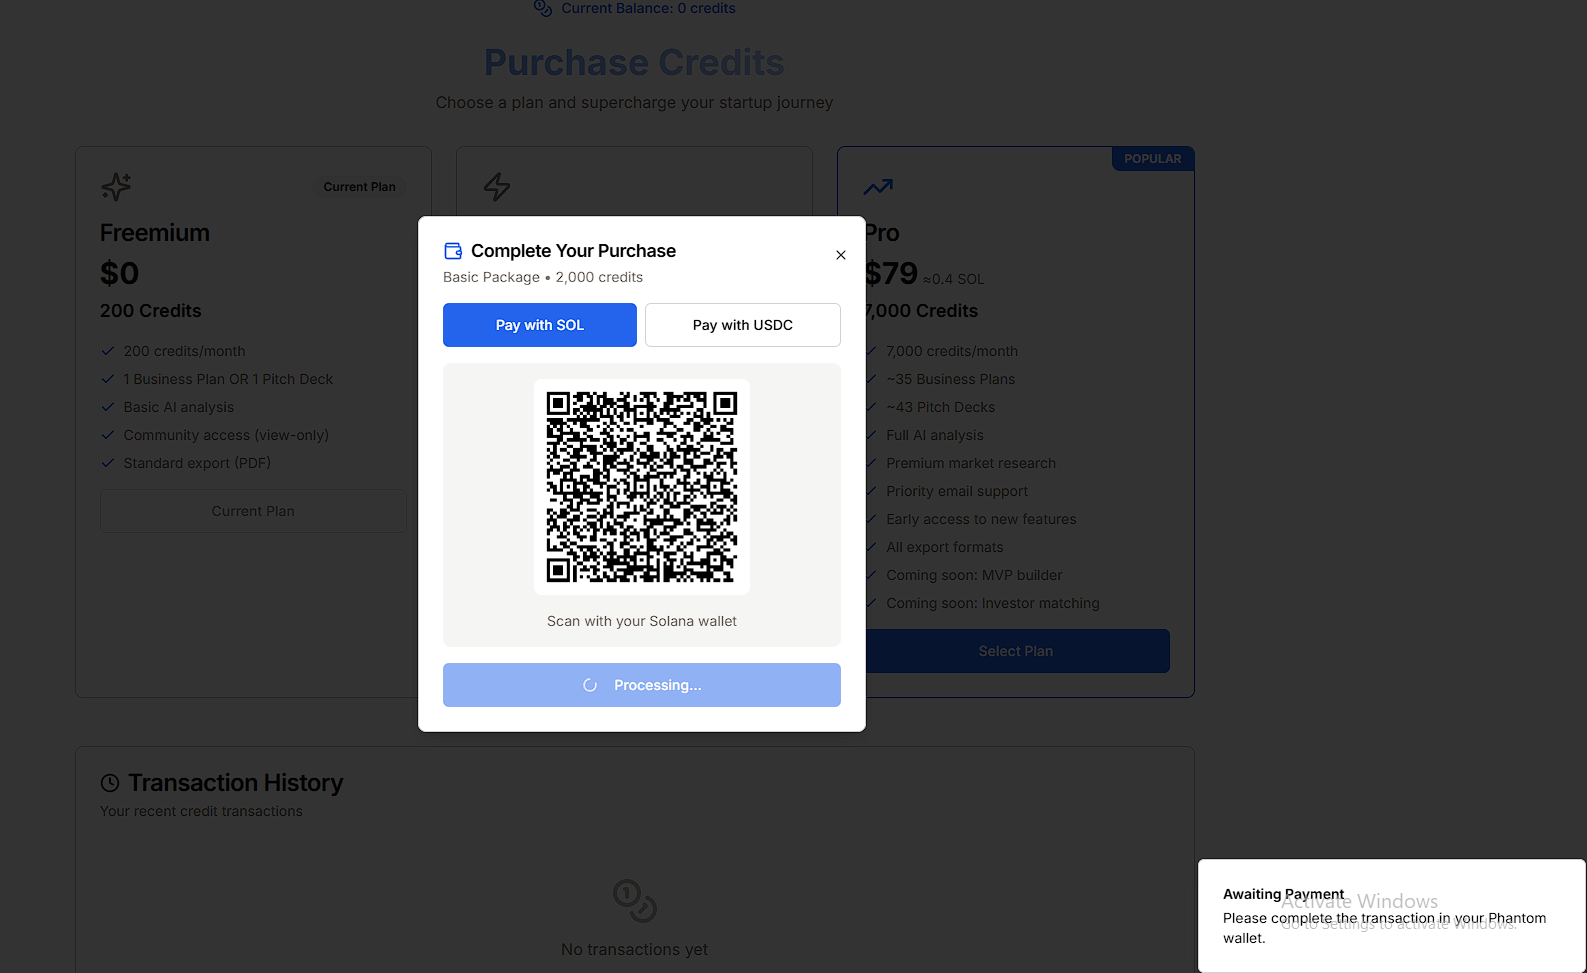 Current Balance: 0 credits
Purchase Credits
Choose a plan and supercharge your startup journey
Current Plan
Freemium
$0
200 Credits
200 credits/month
1 Business Plan OR 1 Pitch Deck
Basic AI analysis
Community access (view-only)
Standard export (PDF)
Current Plan
Complete Your Purchase
Basic Package • 2,000 credits
Pay with SOL
Pay with USDC
Scan with your Solana wallet
Processing...
POPULAR
Pro
$79 ≈0.4 SOL
7,000 Credits
7,000 credits/month
~35 Business Plans
~43 Pitch Decks
Full AI analysis
Premium market research
Priority email support
Early access to new features
All export formats
Coming soon: MVP builder
Coming soon: Investor matching
Select Plan
Transaction History
Your recent credit transactions
No transactions yet
Awaiting Payment
Please complete the transaction in your Phantom
wallet.
Activate Windows
Go to Settings to activate Windows.